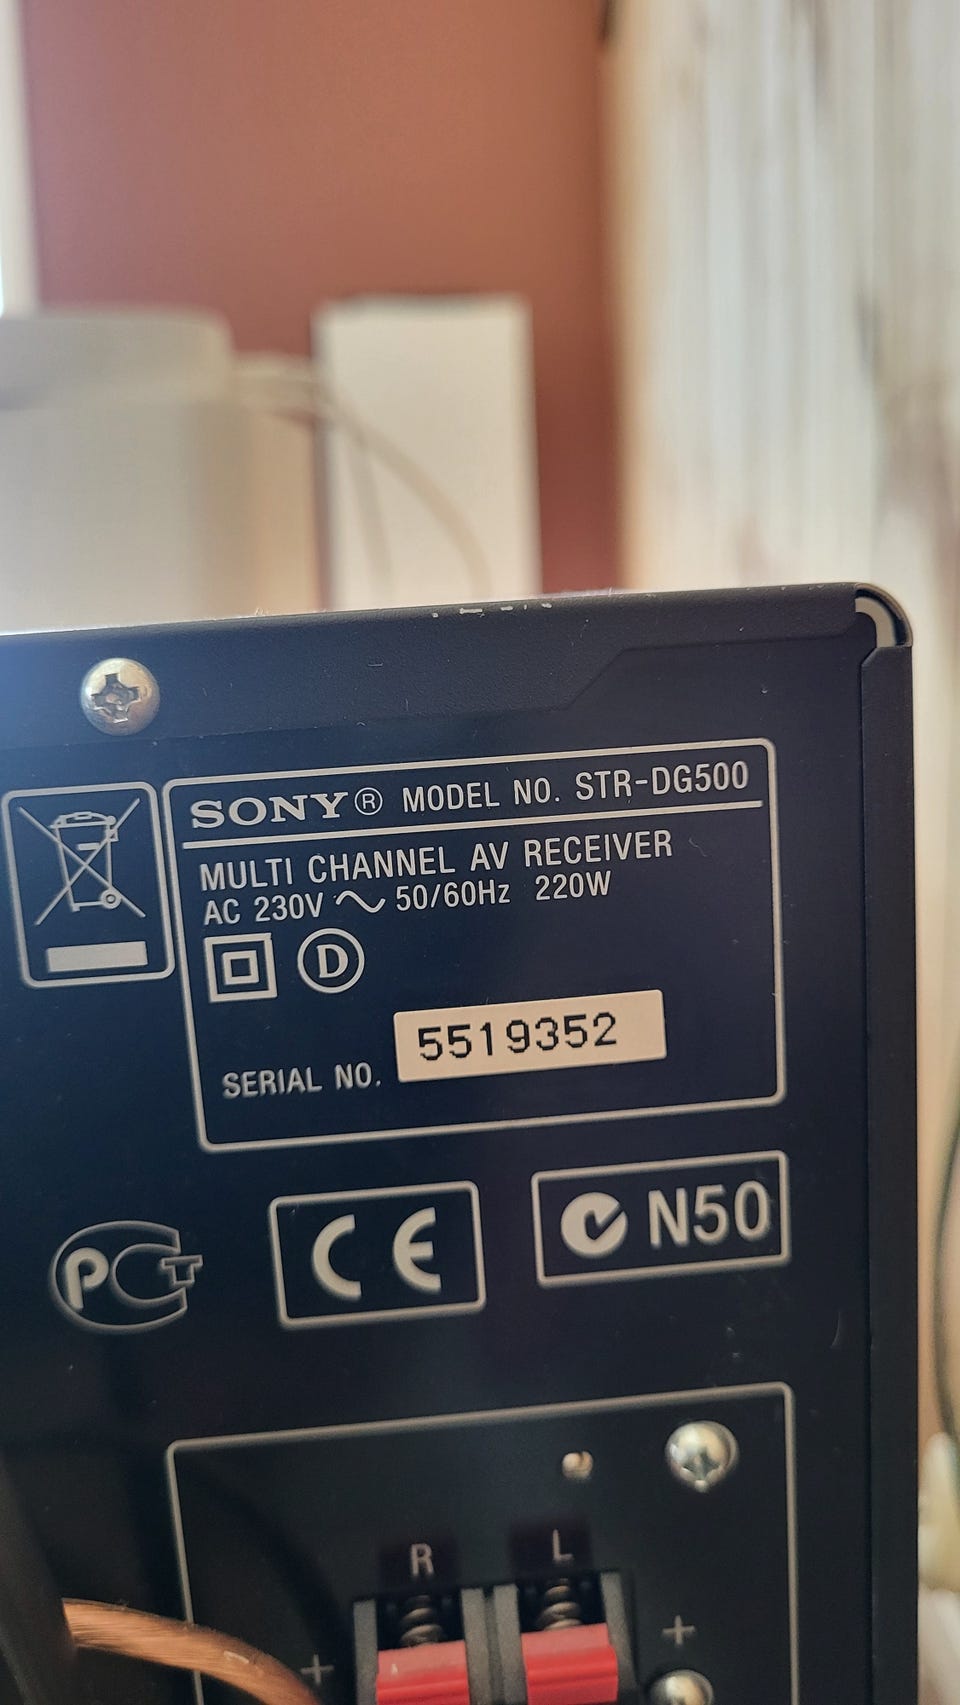 SONY® MODEL NO. STR-DG500
MULTI CHANNEL AV RECEIVER
AC 230V ～ 50/60Hz 220W
D
SERIAL NO. 5519352
PCT CE N50
R L
+ +